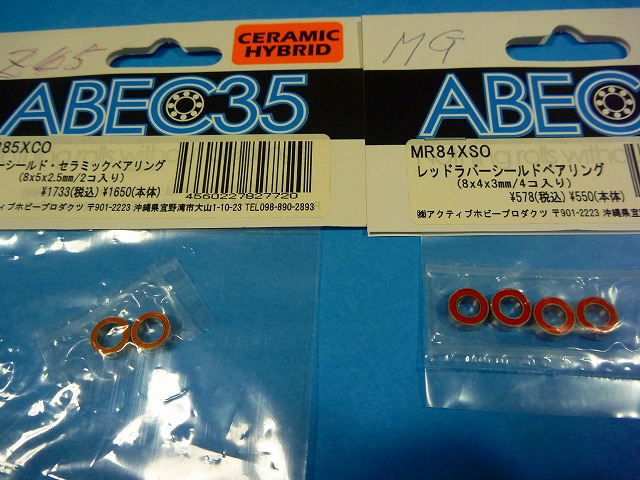 CERAMIC
HYBRID
ABEC35
85XCO
ーシールド・セラミックベアリング
(8x5x2.5mm/2コ入り)
¥1733(税込) ¥1650(本体)
4560227827720
ィブホビープロダクツ 〒901-2223 沖縄県宜野湾市大山1-10-23 TEL098-890-2893
MG
ABEC
MR84XSO
レッドラバーシールドベアリング
(8x4x3mm/4コ入り)
¥578(税込) ¥550(本体)
㈱アクティブホビープロダクツ 〒901-2223 沖縄県宜